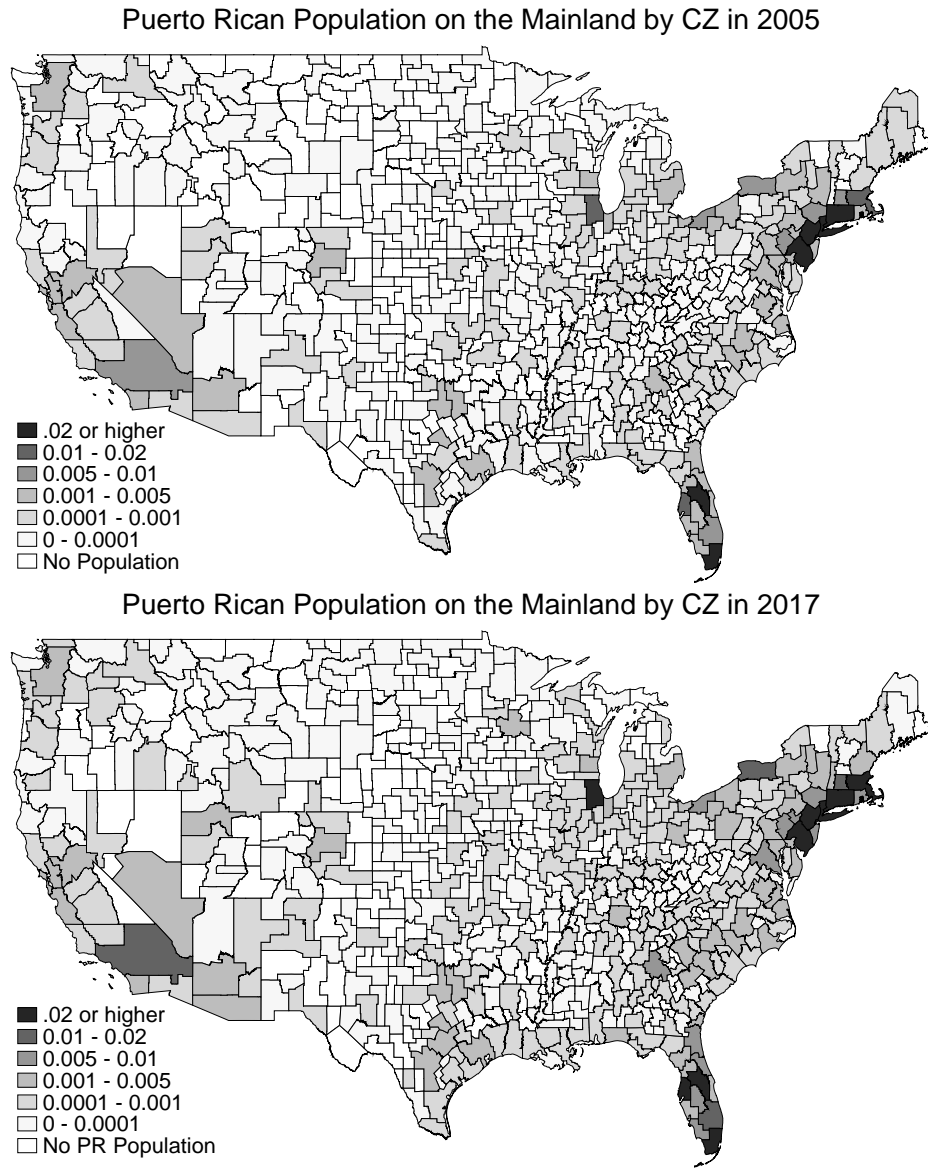 Puerto Rican Population on the Mainland by CZ in 2005
.02 or higher
0.01 - 0.02
0.005 - 0.01
0.001 - 0.005
0.0001 - 0.001
0 - 0.0001
No Population
Puerto Rican Population on the Mainland by CZ in 2017
.02 or higher
0.01 - 0.02
0.005 - 0.01
0.001 - 0.005
0.0001 - 0.001
0 - 0.0001
No PR Population